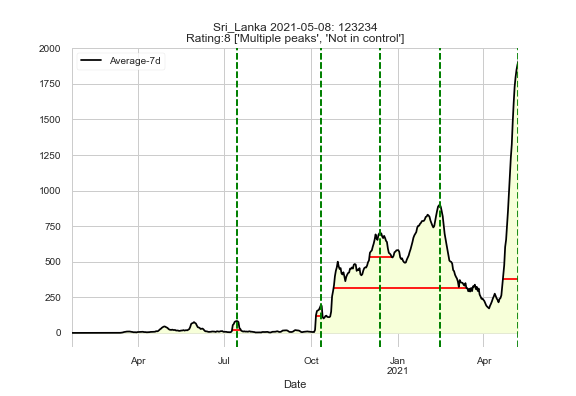 Sri_Lanka 2021-05-08: 123234
Rating:8 ['Multiple peaks', 'Not in control']
Average-7d
2000
1750
1500
1250
1000
750
500
250
0
Apr
Jul
Oct
Jan
2021
Apr
Date